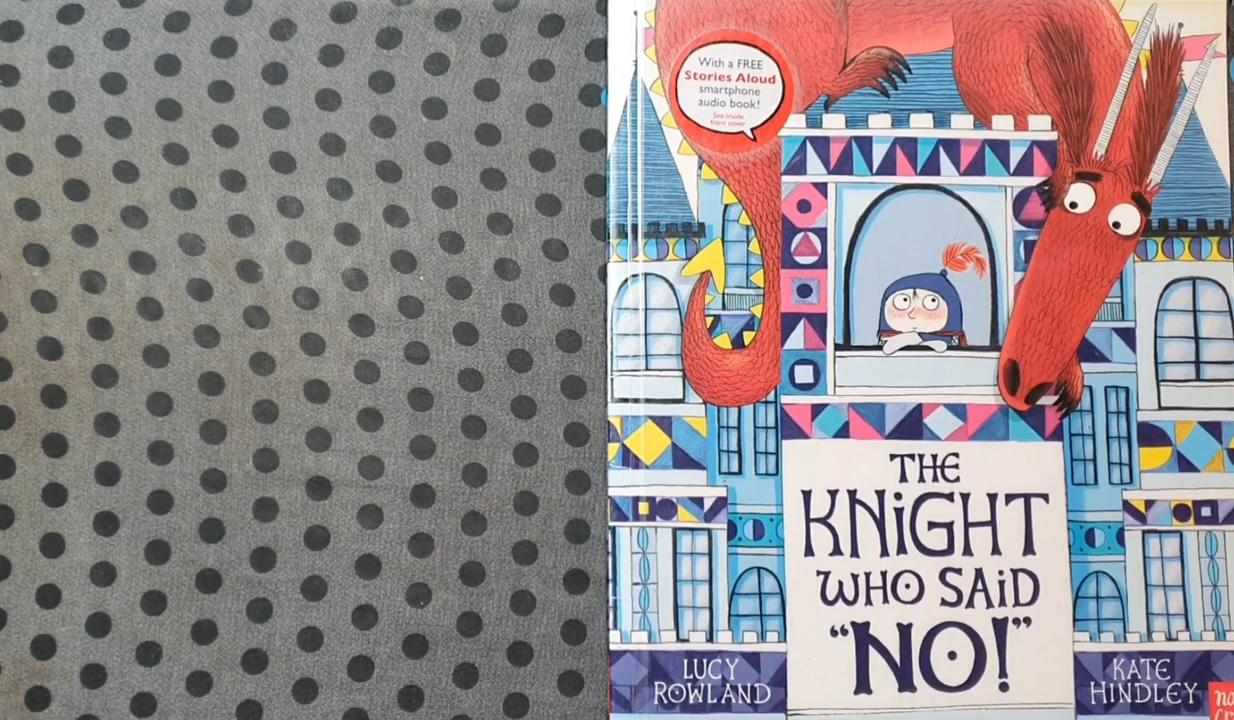 With a FREE
Stories Aloud
smartphone
audio book!
See inside
front cover
THE
KNiGHT
WHO SAiD
"NO!"
LUCY
ROWLAND
KATE
HINDLEY